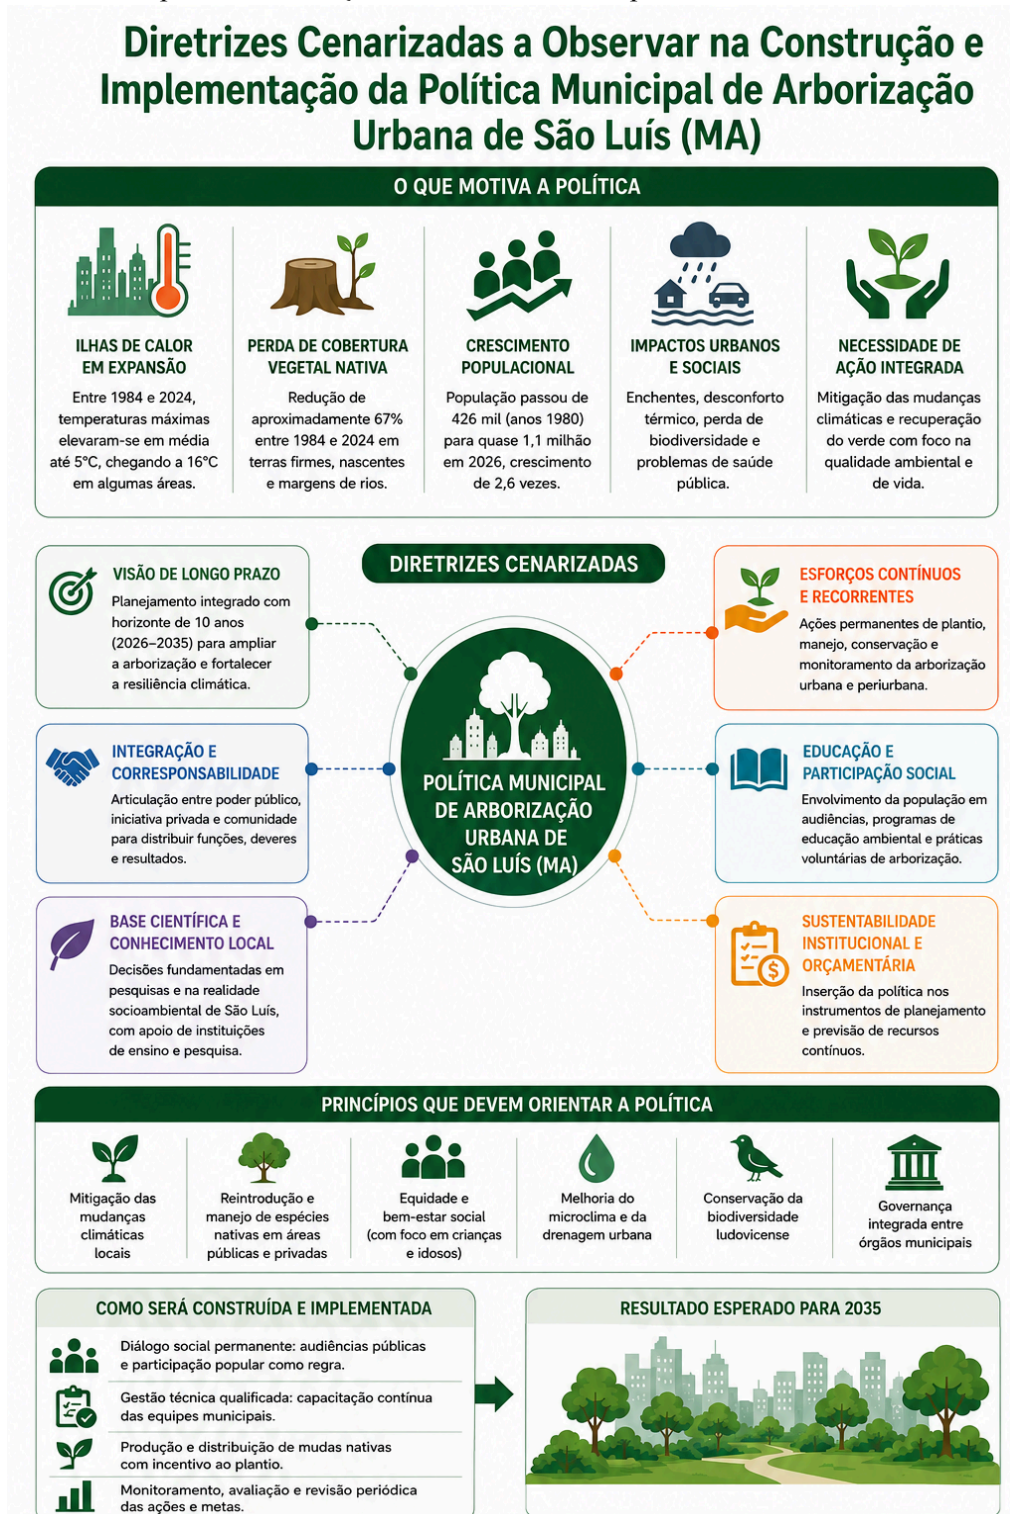 Diretrizes Cenarizadas a Observar na Construção e
Implementação da Política Municipal de Arborização
Urbana de São Luís (MA)
O QUE MOTIVA A POLÍTICA
ILHAS DE CALOR
EM EXPANSÃO
Entre 1984 e 2024,
temperaturas máximas
elevaram-se em média
até 5°C, chegando a 16°C
em algumas áreas.
PERDA DE COBERTURA
VEGETAL NATIVA
Redução de
aproximadamente 67%
entre 1984 e 2024 em
terras firmes, nascentes
e margens de rios.
CRESCIMENTO
POPULACIONAL
População passou de
426 mil (anos 1980)
para quase 1,1 milhão
em 2026, crescimento
de 2,6 vezes.
IMPACTOS URBANOS
E SOCIAIS
Enchentes, desconforto
térmico, perda de
biodiversidade e
problemas de saúde
pública.
NECESSIDADE DE
AÇÃO INTEGRADA
Mitigação das mudanças
climáticas e recuperação
do verde com foco na
qualidade ambiental e
de vida.
DIRETRIZES CENARIZADAS
VISÃO DE LONGO PRAZO
Planejamento integrado com
horizonte de 10 anos
(2026–2035) para ampliar
a arborização e fortalecer
a resiliência climática.
INTEGRAÇÃO E
CORRESPONSABILIDADE
Articulação entre poder público,
iniciativa privada e comunidade
para distribuir funções, deveres
e resultados.
BASE CIENTÍFICA E
CONHECIMENTO LOCAL
Decisões fundamentadas em
pesquisas e na realidade
socioambiental de São Luís,
com apoio de instituições
de ensino e pesquisa.
POLÍTICA MUNICIPAL
DE ARBORIZAÇÃO
URBANA DE
SÃO LUÍS (MA)
ESFORÇOS CONTÍNUOS
E RECORRENTES
Ações permanentes de plantio,
manejo, conservação e
monitoramento da arborização
urbana e periurbana.
EDUCAÇÃO E
PARTICIPAÇÃO SOCIAL
Envolvimento da população em
audiências, programas de
educação ambiental e práticas
voluntárias de arborização.
SUSTENTABILIDADE
INSTITUCIONAL E
ORÇAMENTÁRIA
Inserção da política nos
instrumentos de planejamento
e previsão de recursos
contínuos.
PRINCÍPIOS QUE DEVEM ORIENTAR A POLÍTICA
Mitigação das
mudanças
climáticas
locais
Reintrodução e
manejo de espécies
nativas em áreas
públicas e privadas
Equidade e
bem-estar social
(com foco em crianças
e idosos)
Melhoria do
microclima e da
drenagem urbana
Conservação da
biodiversidade
ludovicense
Governança
integrada entre
órgãos municipais
COMO SERÁ CONSTRUÍDA E IMPLEMENTADA
Diálogo social permanente: audiências públicas
e participação popular como regra.
Gestão técnica qualificada: capacitação contínua
das equipes municipais.
Produção e distribuição de mudas nativas
com incentivo ao plantio.
Monitoramento, avaliação e revisão periódica
das ações e metas.
RESULTADO ESPERADO PARA 2035